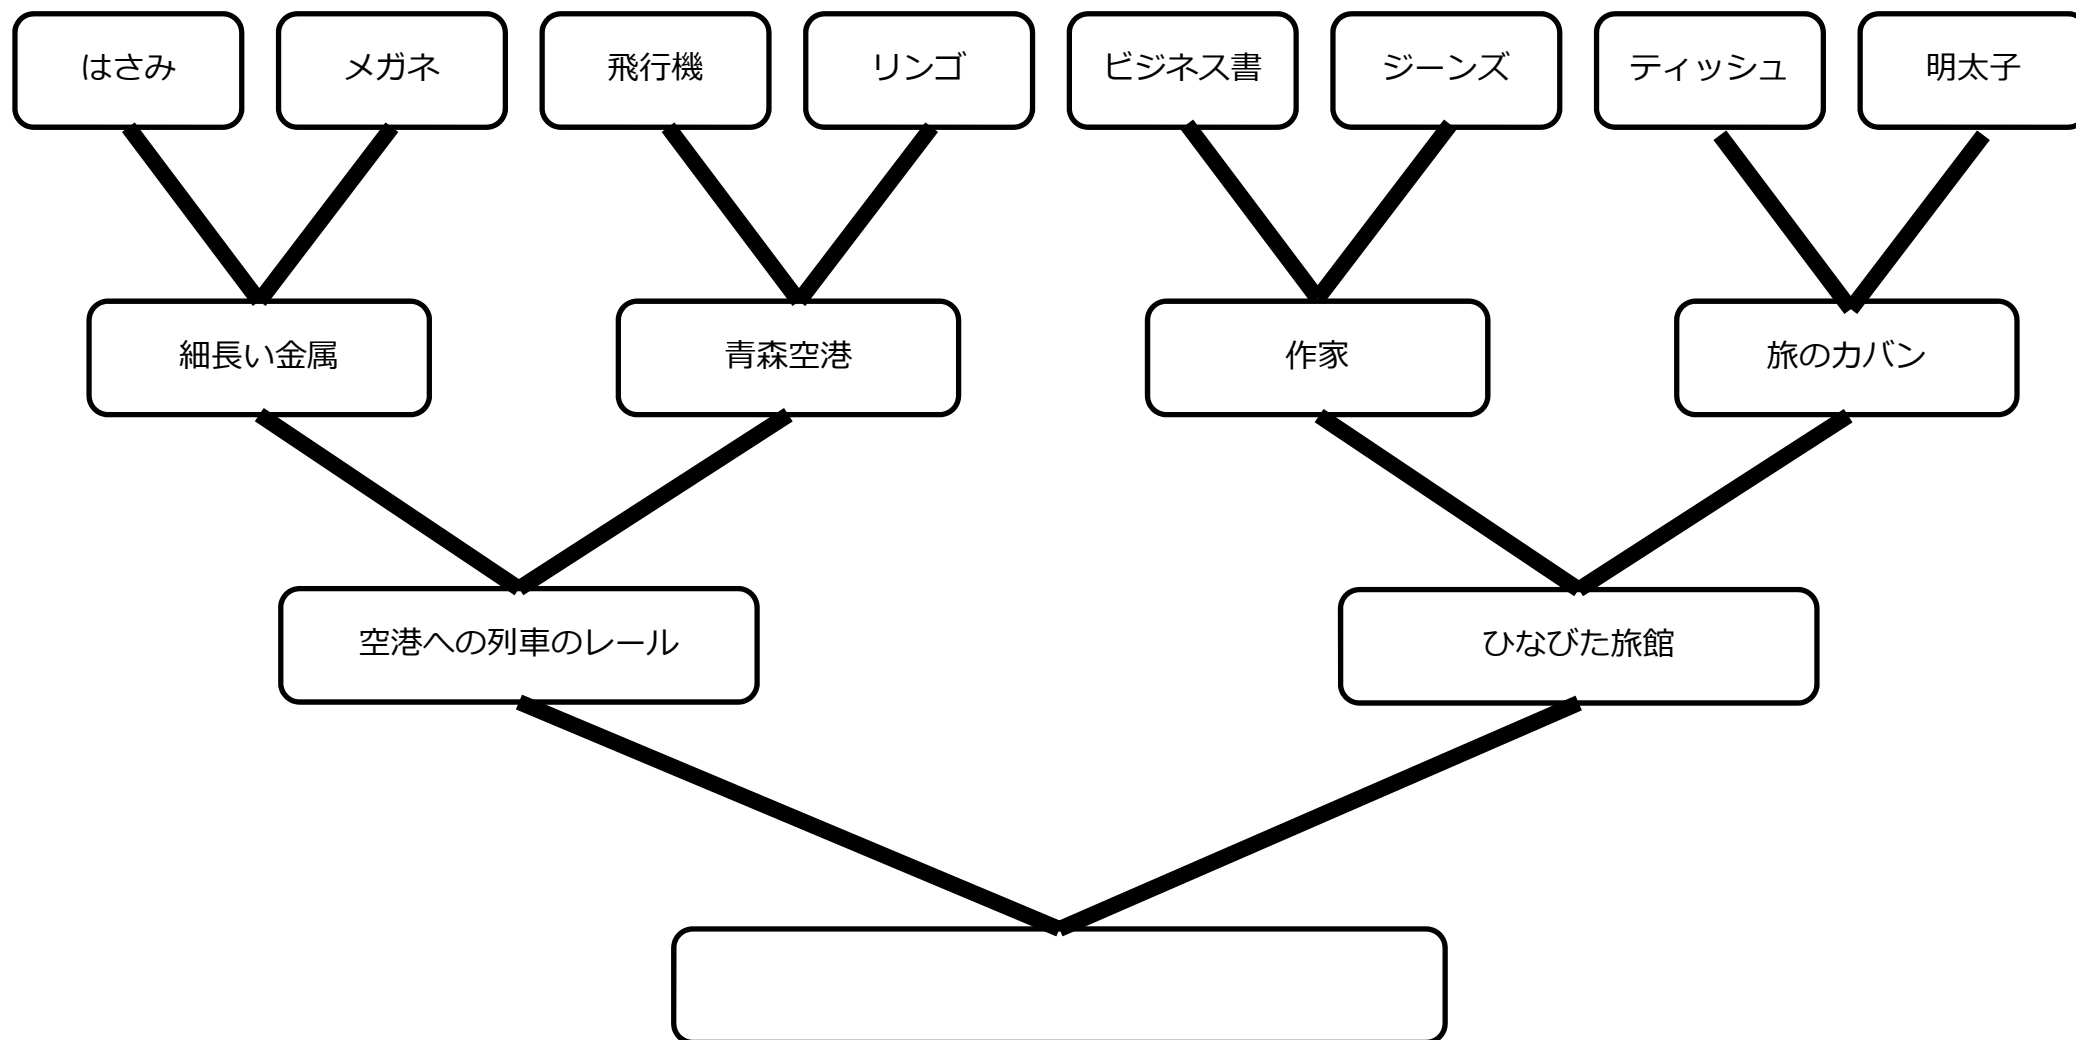 はさみ
メガネ
飛行機
リンゴ
ビジネス書
ジーンズ
ティッシュ
明太子
細長い金属
青森空港
作家
旅のカバン
空港への列車のレール
ひなびた旅館